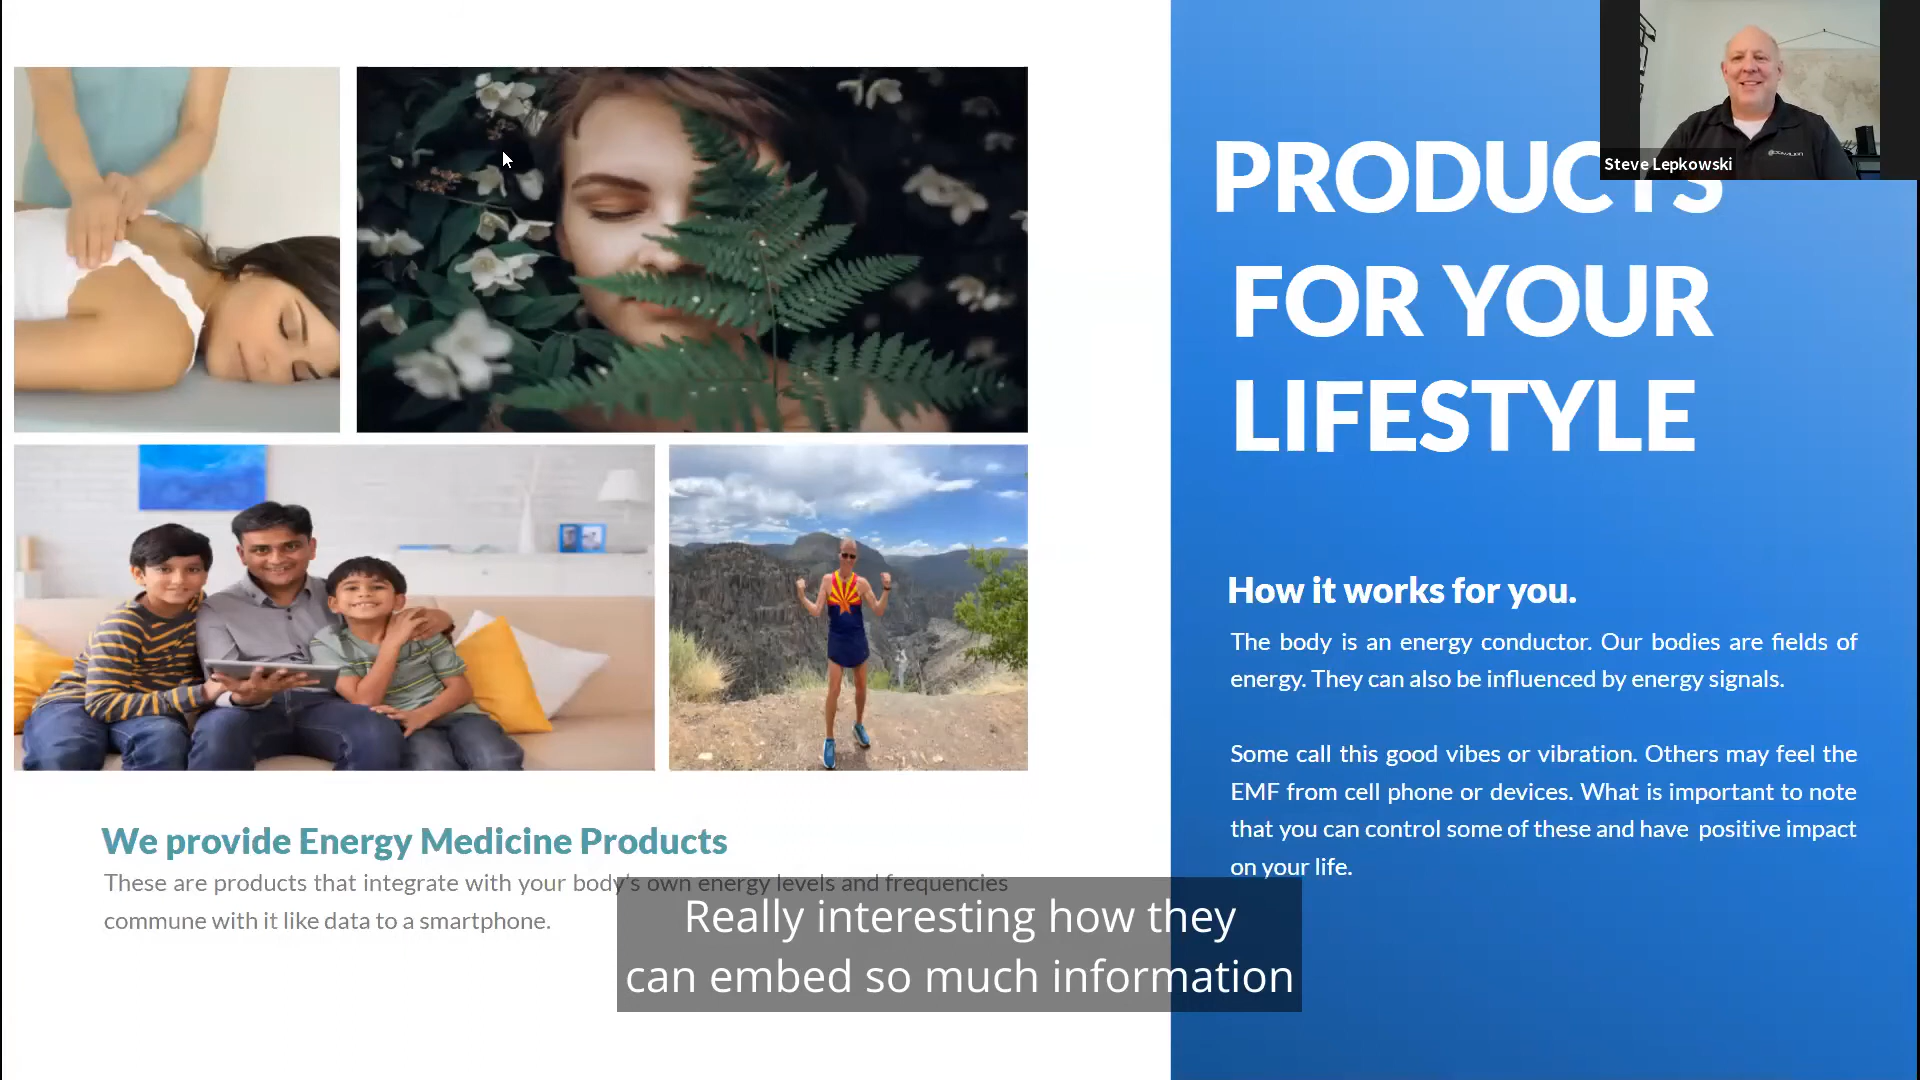 PRODUCTS
FOR YOUR
LIFESTYLE
Steve Lepkowski
How it works for you.
The body is an energy conductor. Our bodies are fields of
energy. They can also be influenced by energy signals.
Some call this good vibes or vibration. Others may feel the
EMF from cell phone or devices. What is important to note
that you can control some of these and have positive impact
on your life.
We provide Energy Medicine Products
These are products that integrate with your body's own energy levels and frequencies
commune with it like data to a smartphone.
Really interesting how they
can embed so much information